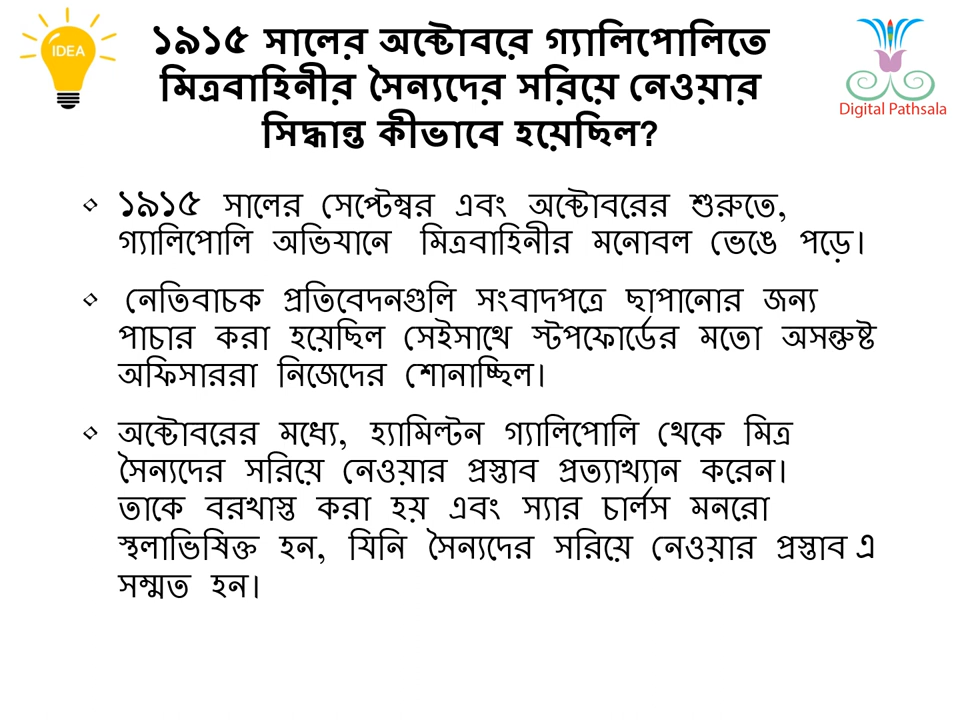 IDEA
১৯১৫ সালের অক্টোবরে গ্যালিপোলিতে
মিত্রবাহিনীর সৈন্যদের সরিয়ে নেওয়ার
সিদ্ধান্ত কীভাবে হয়েছিল?
Digital Pathsala
১৯১৫ সালের সেপ্টেম্বর এবং অক্টোবরের শুরুতে,
গ্যালিপোলি অভিযানে মিত্রবাহিনীর মনোবল ভেঙে পড়ে।
নেতিবাচক প্রতিবেদনগুলি সংবাদপত্রে ছাপানোর জন্য
পাচার করা হয়েছিল সেইসাথে স্টপফোর্ডের মতো অসন্তুষ্ট
অফিসাররা নিজেদের শোনাচ্ছিল।
অক্টোবরের মধ্যে, হ্যামিল্টন গ্যালিপোলি থেকে মিত্র
সৈন্যদের সরিয়ে নেওয়ার প্রস্তাব প্রত্যাখ্যান করেন।
তাকে বরখাস্ত করা হয় এবং স্যার চার্লস মনরো
স্থলাভিষিক্ত হন, যিনি সৈন্যদের সরিয়ে নেওয়ার প্রস্তাব এ
সম্মত হন।